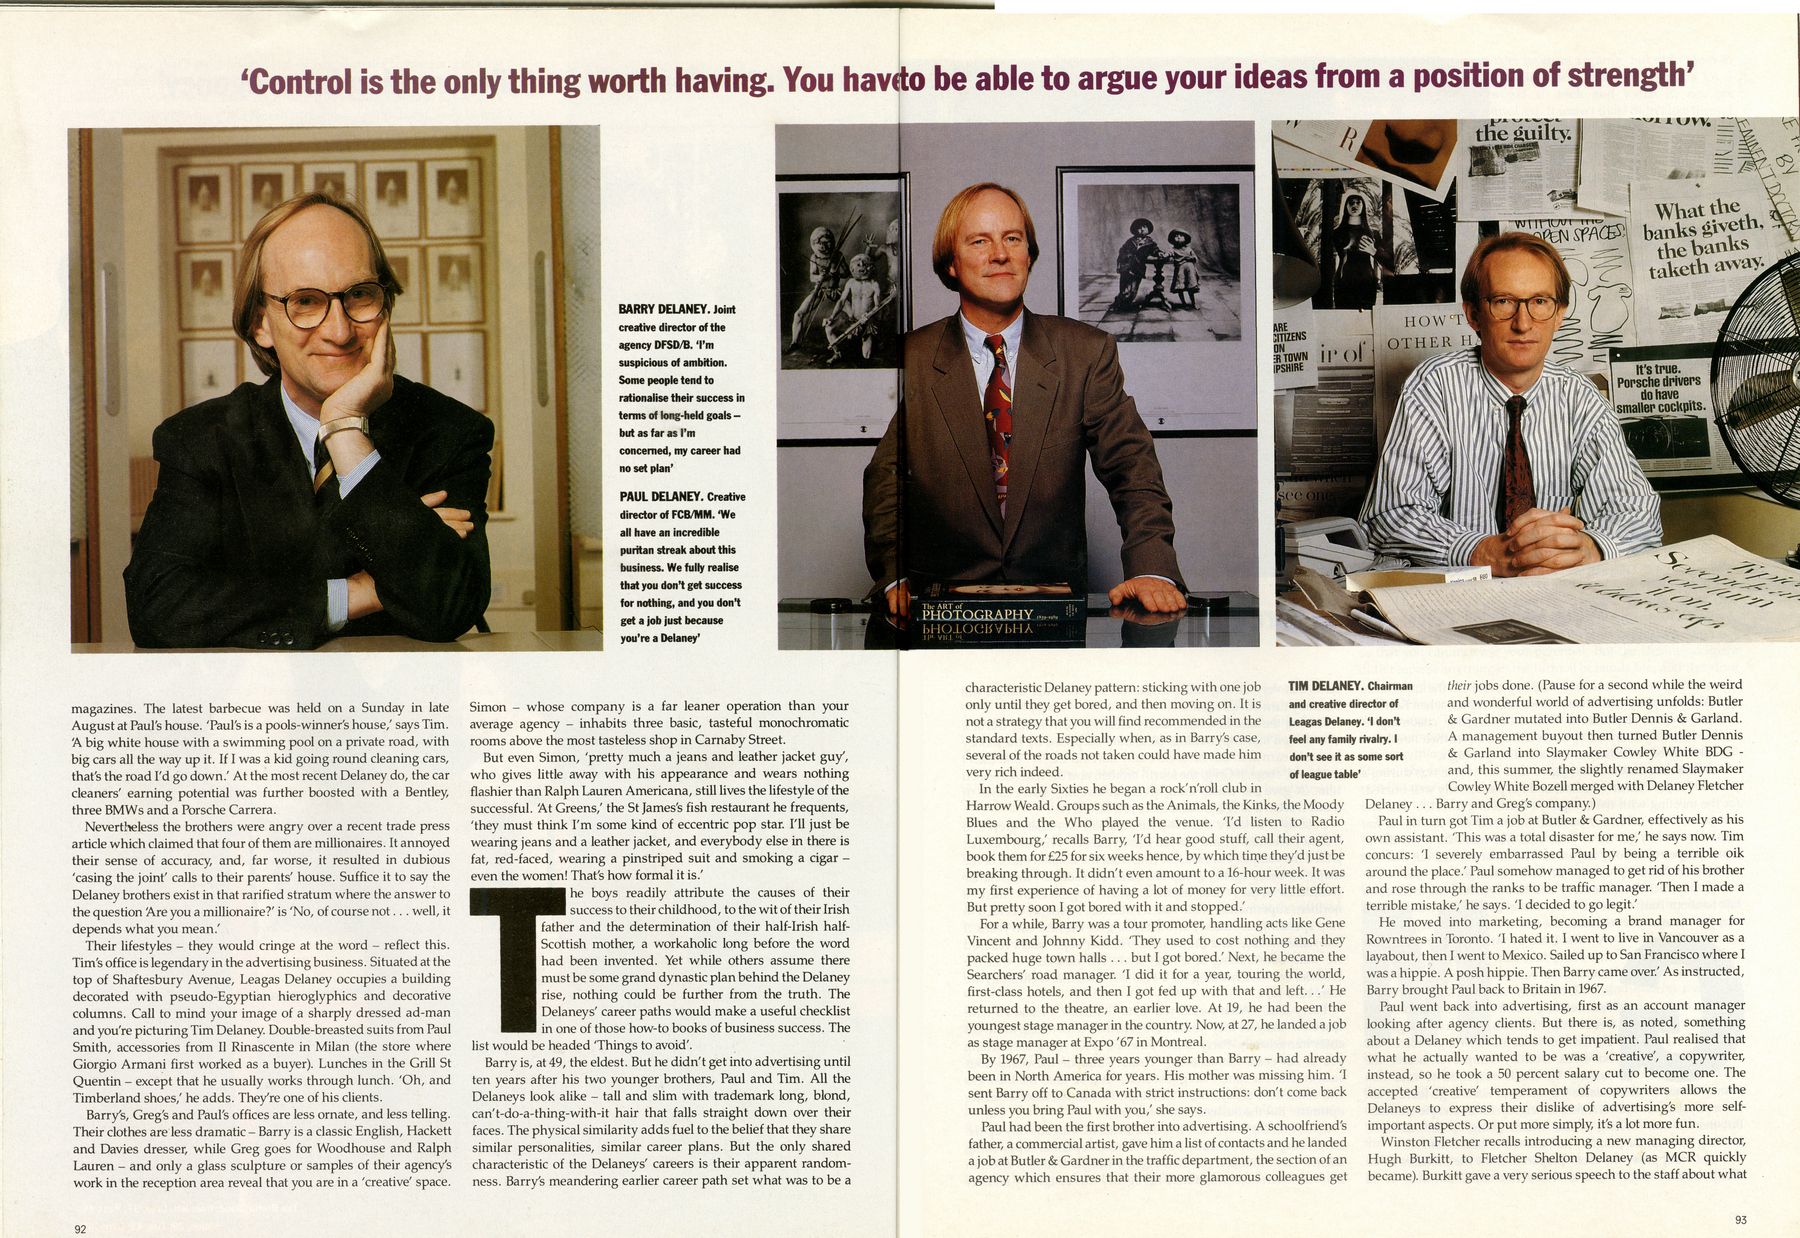 ‘Control is the only thing worth having. You have to be able to argue your ideas from a position of strength’
BARRY DELANEY. Joint
creative director of the
agency DFSD/B. ‘I’m
suspicious of ambition.
Some people tend to
rationalise their success in
terms of long-held goals –
but as far as I’m
concerned, my career had
no set plan’
PAUL DELANEY. Creative
director of FCB/MM. ‘We
all have an incredible
puritan streak about this
business. We fully realise
that you don’t get success
for nothing, and you don’t
get a job just because
you’re a Delaney’
The ART of
PHOTOGRAPHY
the guilty.
What the
banks giveth,
the banks
taketh away.
OPEN SPACES
HOW T
OTHER H
ARE
CITIZENS
ON
ER TOWN
IPSHIRE
ir of
It’s true.
Porsche drivers
do have
smaller cockpits.
see one
magazines. The latest barbecue was held on a Sunday in late
August at Paul’s house. ‘Paul’s is a pools-winner’s house,’ says Tim.
‘A big white house with a swimming pool on a private road, with
big cars all the way up it. If I was a kid going round cleaning cars,
that’s the road I’d go down.’ At the most recent Delaney do, the car
cleaners’ earning potential was further boosted with a Bentley,
three BMWs and a Porsche Carrera.
Nevertheless the brothers were angry over a recent trade press
article which claimed that four of them are millionaires. It annoyed
their sense of accuracy, and, far worse, it resulted in dubious
‘casing the joint’ calls to their parents’ house. Suffice it to say the
Delaney brothers exist in that rarified stratum where the answer to
the question ‘Are you a millionaire?’ is ‘No, of course not . . . well, it
depends what you mean.’
Their lifestyles – they would cringe at the word – reflect this.
Tim’s office is legendary in the advertising business. Situated at the
top of Shaftesbury Avenue, Leagas Delaney occupies a building
decorated with pseudo-Egyptian hieroglyphics and decorative
columns. Call to mind your image of a sharply dressed ad-man
and you’re picturing Tim Delaney. Double-breasted suits from Paul
Smith, accessories from Il Rinascente in Milan (the store where
Giorgio Armani first worked as a buyer). Lunches in the Grill St
Quentin – except that he usually works through lunch. ‘Oh, and
Timberland shoes,’ he adds. They’re one of his clients.
Barry’s, Greg’s and Paul’s offices are less ornate, and less telling.
Their clothes are less dramatic – Barry is a classic English, Hackett
and Davies dresser, while Greg goes for Woodhouse and Ralph
Lauren – and only a glass sculpture or samples of their agency’s
work in the reception area reveal that you are in a ‘creative’ space.
Simon – whose company is a far leaner operation than your
average agency – inhabits three basic, tasteful monochromatic
rooms above the most tasteless shop in Carnaby Street.
But even Simon, ‘pretty much a jeans and leather jacket guy’,
who gives little away with his appearance and wears nothing
flashier than Ralph Lauren Americana, still lives the lifestyle of the
successful. ‘At Greens,’ the St James’s fish restaurant he frequents,
‘they must think I’m some kind of eccentric pop star. I’ll just be
wearing jeans and a leather jacket, and everybody else in there is
fat, red-faced, wearing a pinstriped suit and smoking a cigar –
even the women! That’s how formal it is.’
The boys readily attribute the causes of their
success to their childhood, to the wit of their Irish
father and the determination of their half-Irish half-
Scottish mother, a workaholic long before the word
had been invented. Yet while others assume there
must be some grand dynastic plan behind the Delaney
rise, nothing could be further from the truth. The
Delaneys’ career paths would make a useful checklist
in one of those how-to books of business success. The
list would be headed ‘Things to avoid’.
Barry is, at 49, the eldest. But he didn’t get into advertising until
ten years after his two younger brothers, Paul and Tim. All the
Delaneys look alike – tall and slim with trademark long, blond,
can’t-do-a-thing-with-it hair that falls straight down over their
faces. The physical similarity adds fuel to the belief that they share
similar personalities, similar career plans. But the only shared
characteristic of the Delaneys’ careers is their apparent random-
ness. Barry’s meandering earlier career path set what was to be a
92
characteristic Delaney pattern: sticking with one job
only until they get bored, and then moving on. It is
not a strategy that you will find recommended in the
standard texts. Especially when, as in Barry’s case,
several of the roads not taken could have made him
very rich indeed.
In the early Sixties he began a rock’n’roll club in
Harrow Weald. Groups such as the Animals, the Kinks, the Moody
Blues and the Who played the venue. ‘I’d listen to Radio
Luxembourg,’ recalls Barry, ‘I’d hear good stuff, call their agent,
book them for £25 for six weeks hence, by which time they’d just be
breaking through. It didn’t even amount to a 16-hour week. It was
my first experience of having a lot of money for very little effort.
But pretty soon I got bored with it and stopped.’
For a while, Barry was a tour promoter, handling acts like Gene
Vincent and Johnny Kidd. ‘They used to cost nothing and they
packed huge town halls . . . but I got bored.’ Next, he became the
Searchers’ road manager. ‘I did it for a year, touring the world,
first-class hotels, and then I got fed up with that and left. . .’ He
returned to the theatre, an earlier love. At 19, he had been the
youngest stage manager in the country. Now, at 27, he landed a job
as stage manager at Expo ’67 in Montreal.
By 1967, Paul – three years younger than Barry – had already
been in North America for years. His mother was missing him. ‘I
sent Barry off to Canada with strict instructions: don’t come back
unless you bring Paul with you,’ she says.
Paul had been the first brother into advertising. A schoolfriend’s
father, a commercial artist, gave him a list of contacts and he landed
a job at Butler & Gardner in the traffic department, the section of an
agency which ensures that their more glamorous colleagues get
TIM DELANEY. Chairman
and creative director of
Leagas Delaney. ‘I don’t
feel any family rivalry. I
don’t see it as some sort
of league table’
their jobs done. (Pause for a second while the weird
and wonderful world of advertising unfolds: Butler
& Gardner mutated into Butler Dennis & Garland.
A management buyout then turned Butler Dennis
& Garland into Slaymaker Cowley White BDG -
and, this summer, the slightly renamed Slaymaker
Cowley White Bozell merged with Delaney Fletcher
Delaney . . . Barry and Greg’s company.)
Paul in turn got Tim a job at Butler & Gardner, effectively as his
own assistant. ‘This was a total disaster for me,’ he says now. Tim
concurs: ‘I severely embarrassed Paul by being a terrible oik
around the place.’ Paul somehow managed to get rid of his brother
and rose through the ranks to be traffic manager. ‘Then I made a
terrible mistake,’ he says. ‘I decided to go legit.’
He moved into marketing, becoming a brand manager for
Rowntrees in Toronto. ‘I hated it. I went to live in Vancouver as a
layabout, then I went to Mexico. Sailed up to San Francisco where I
was a hippie. A posh hippie. Then Barry came over.’ As instructed,
Barry brought Paul back to Britain in 1967.
Paul went back into advertising, first as an account manager
looking after agency clients. But there is, as noted, something
about a Delaney which tends to get impatient. Paul realised that
what he actually wanted to be was a ‘creative’, a copywriter,
instead, so he took a 50 percent salary cut to become one. The
accepted ‘creative’ temperament of copywriters allows the
Delaneys to express their dislike of advertising’s more self-
important aspects. Or put more simply, it’s a lot more fun.
Winston Fletcher recalls introducing a new managing director,
Hugh Burkitt, to Fletcher Shelton Delaney (as MCR quickly
became). Burkitt gave a very serious speech to the staff about what
93